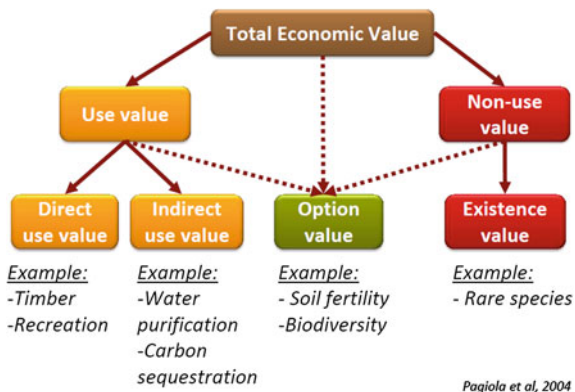 Total Economic Value
Use value
Non-use
value
Direct
use value
Indirect
use value
Option
value
Existence
value
Example:
-Timber
-Recreation
Example:
-Water
purification
-Carbon
sequestration
Example:
- Soil fertility
-Biodiversity
Example:
- Rare species
Pagiola et al, 2004